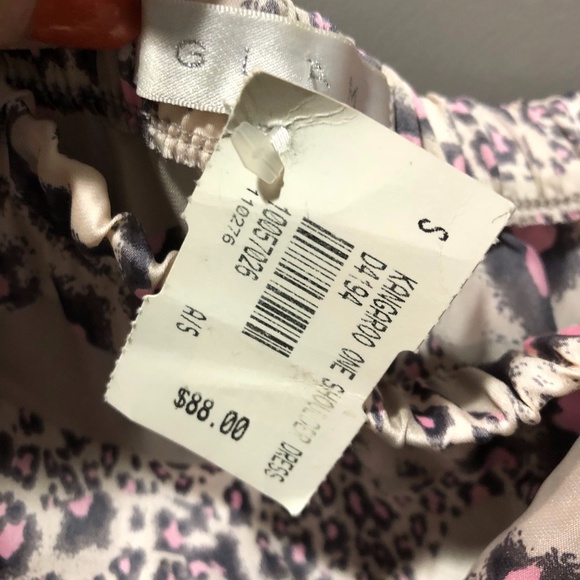 S
KANGAROO ONE SHOULDER DRESS
D4194
10057026
110276
A/S
$88.00